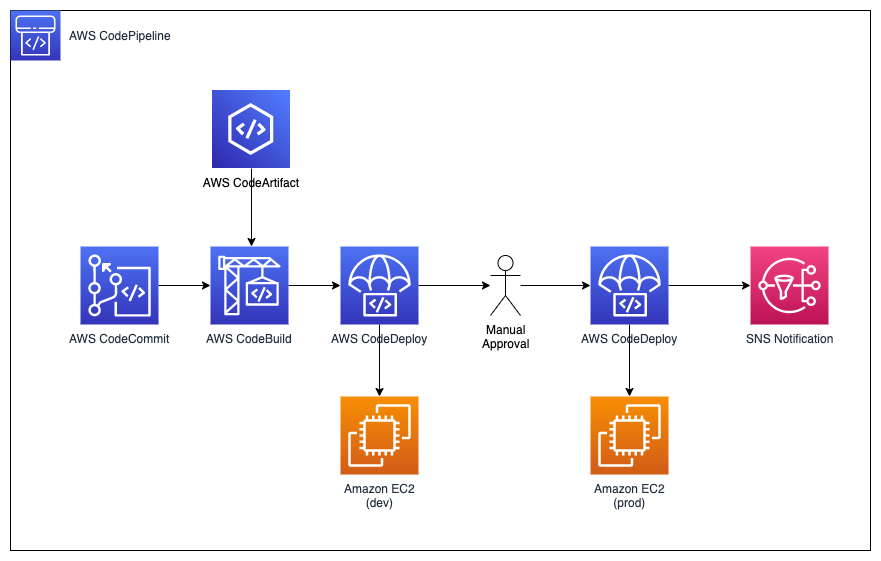 AWS CodePipeline
AWS CodeArtifact
AWS CodeCommit
AWS CodeBuild
AWS CodeDeploy
Manual
Approval
AWS CodeDeploy
SNS Notification
Amazon EC2
(dev)
Amazon EC2
(prod)